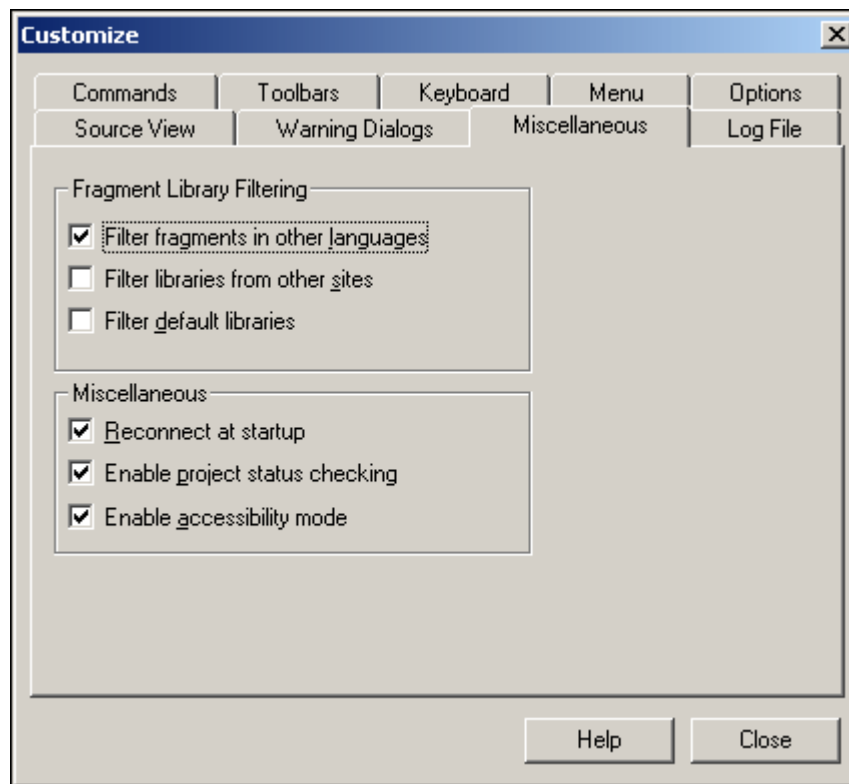 Customize
Commands Toolbars Keyboard Menu Options
Source View Warning Dialogs Miscellaneous Log File
Fragment Library Filtering
Filter fragments in other languages
Filter libraries from other sites
Filter default libraries
Miscellaneous
Reconnect at startup
Enable project status checking
Enable accessibility mode
Help Close